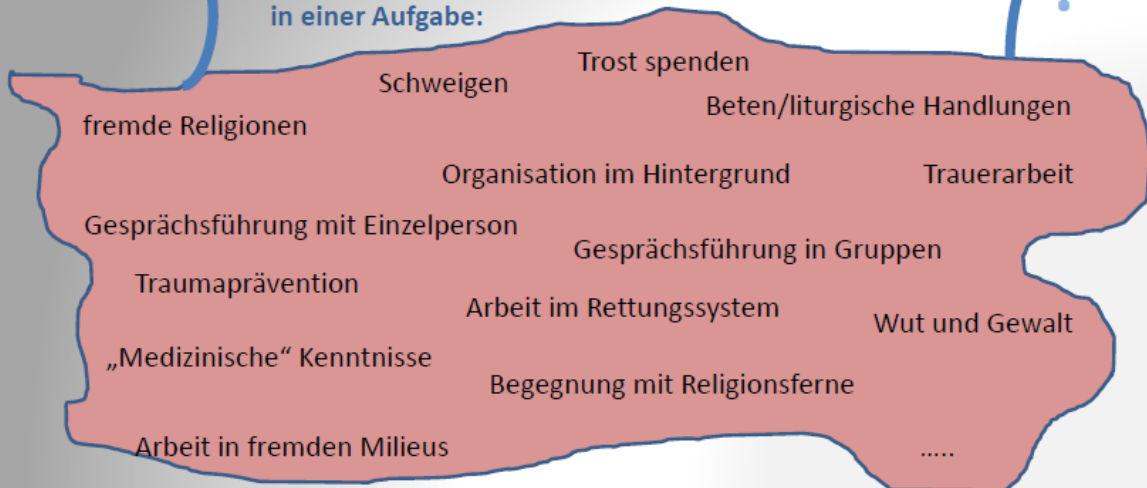 in einer Aufgabe:
Trost spenden
Schweigen
Beten/liturgische Handlungen
fremde Religionen
Organisation im Hintergrund
Trauerarbeit
Gesprächsführung mit Einzelperson
Gesprächsführung in Gruppen
Traumaprävention
Arbeit im Rettungssystem
Wut und Gewalt
„Medizinische“ Kenntnisse
Begegnung mit Religionsferne
Arbeit in fremden Milieus
.....